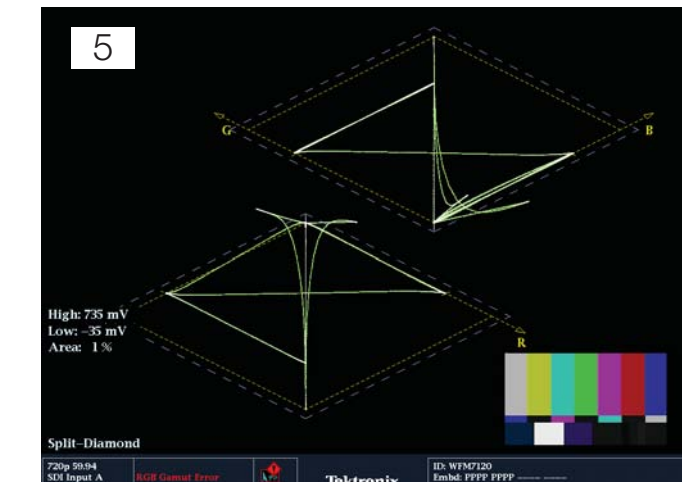 5
G
B
High: 735 mV
Low: −35 mV
Area: 1 %
R
Split–Diamond
720p 59.94
SDI Input A
RGB Gamut Error
Tektronix
ID: WFM7120
Embd: PPPP PPPP ---- ----